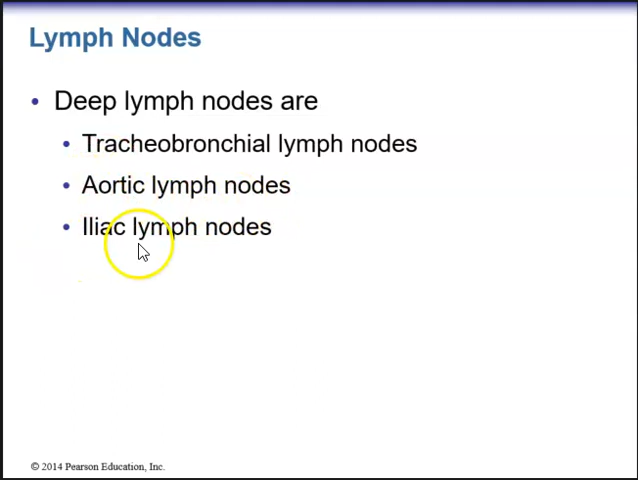 Lymph Nodes
• Deep lymph nodes are
• Tracheobronchial lymph nodes
• Aortic lymph nodes
• Iliac lymph nodes
© 2014 Pearson Education, Inc.